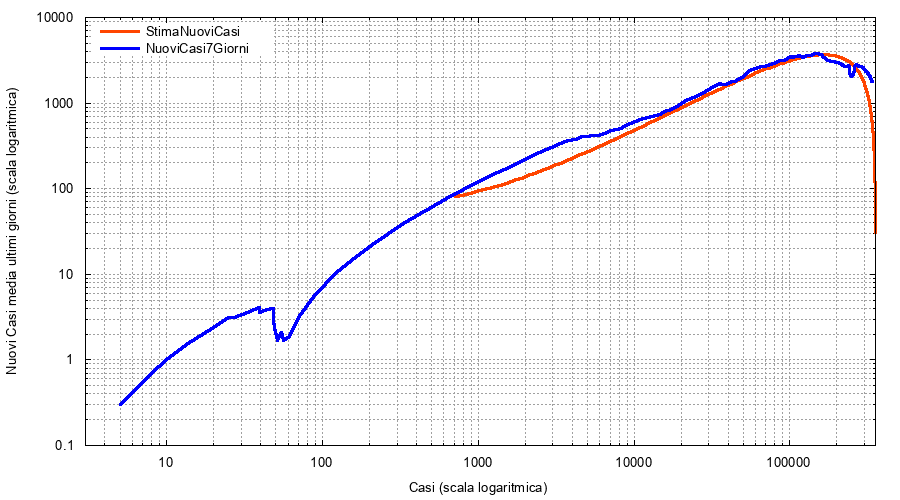 10000
1000
100
10
1
0.1
Nuovi Casi media ultimi giorni (scala logaritmica)
StimaNuoviCasi
NuoviCasi7Giorni
10 100 1000 10000 100000
Casi (scala logaritmica)